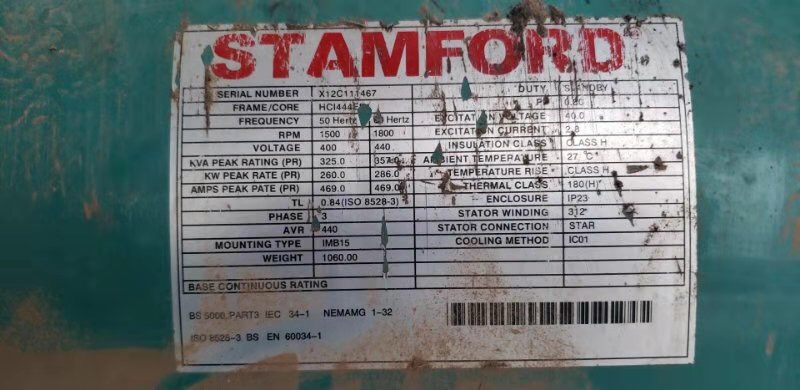 STAMFORD
SERIAL NUMBER X12C111467 DUTY STANDBY
FRAME/CORE HCI444 0.80
FREQUENCY 50 Hertz Hertz EXCITATION VOLTAGE 40.0
RPM 1500 1800 EXCITATION CURRENT
VOLTAGE 400 440 INSULATION CLASS CLASS H
KVA PEAK RATING (PR) 325.0 357.0 AMBIENT TEMPERATURE 27 C
KW PEAK RATE (PR) 260.0 286.0 TEMPERATURE RISE CLASS H
AMPS PEAK PATE (PR) 469.0 469.0 THERMAL CLASS 180(H)
TL 0.84(ISO 8528-3) ENCLOSURE IP23
PHASE 3 STATOR WINDING 312
AVR 440 STATOR CONNECTION STAR
MOUNTING TYPE IMB15 COOLING METHOD IC01
WEIGHT 1060.00
BASE CONTINUOUS RATING
BS 5000,PART3 IEC 34-1 NEMAMG 1-32
ISO 8528-3 BS EN 60034-1